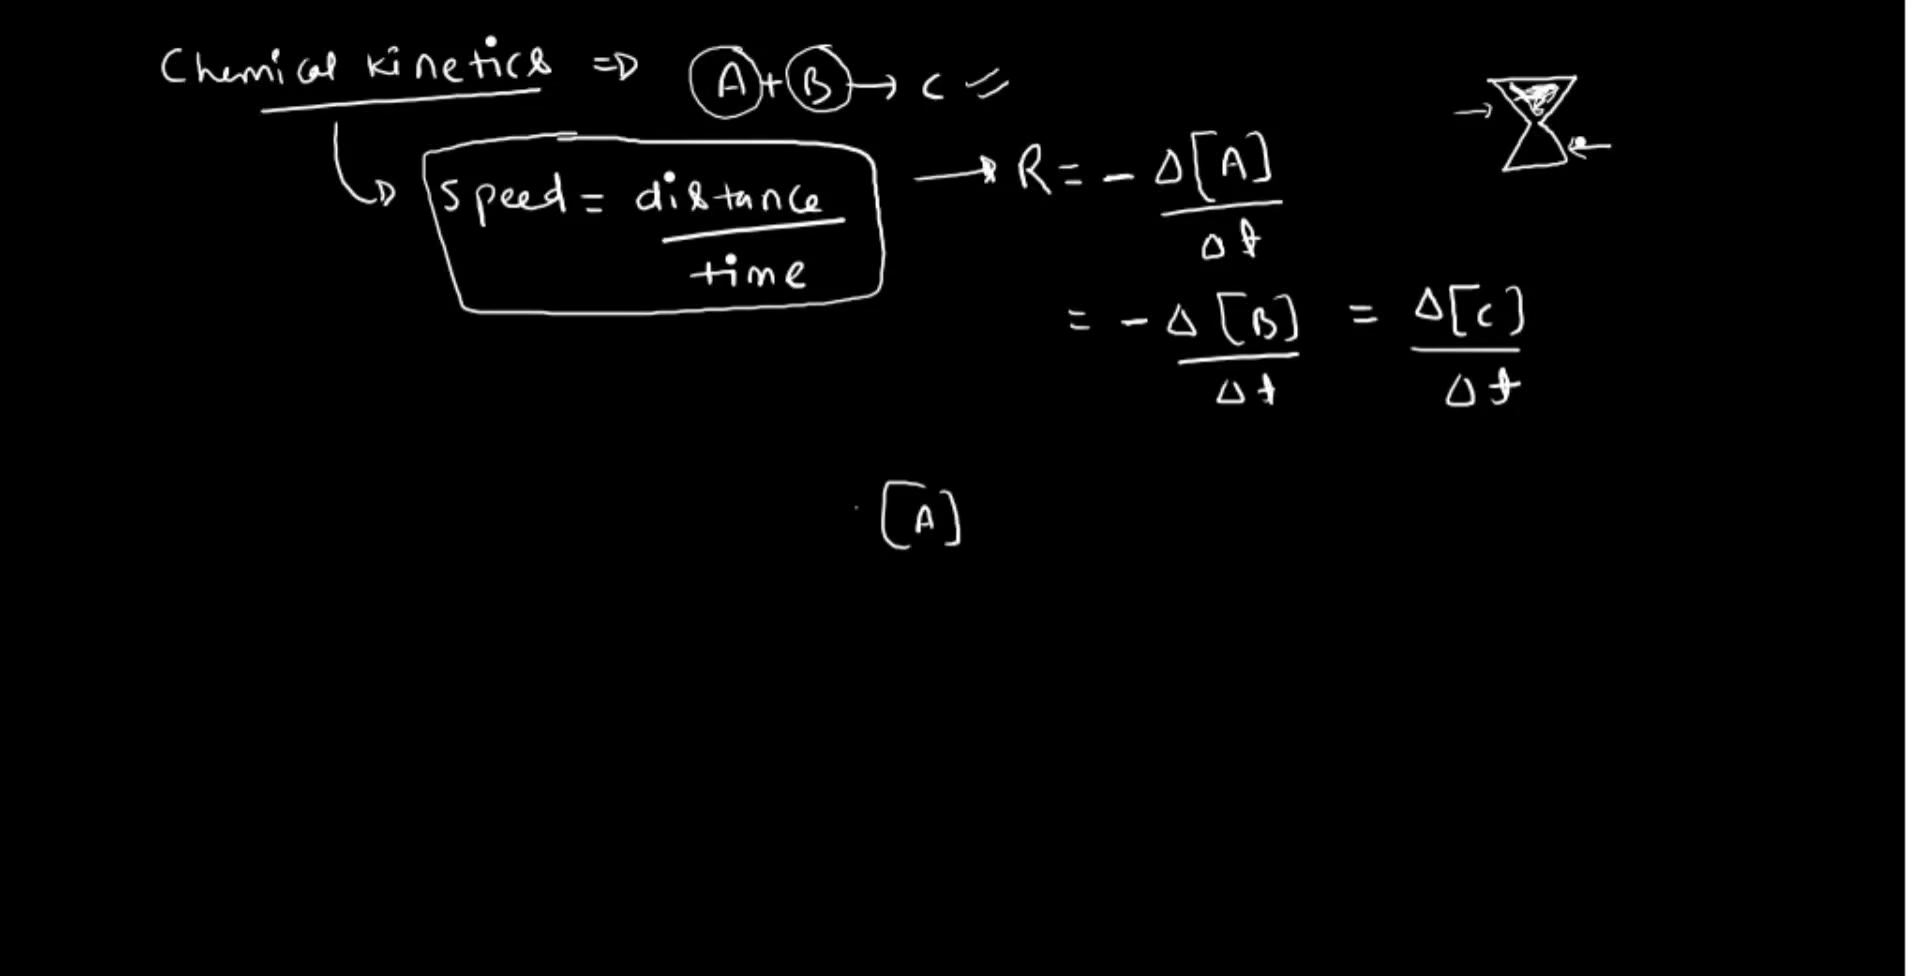 Chemical kinetics ⇒ A + B → C
speed = distance / time → R = - Δ[A] / Δt
= - Δ[B] / Δt = Δ[C] / Δt
[A]